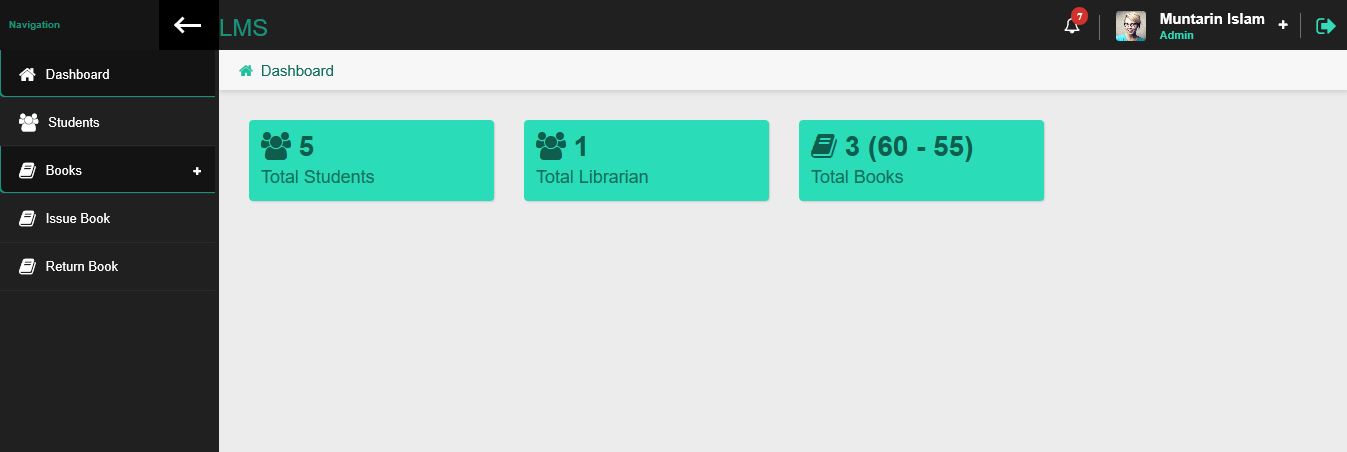 Navigation
LMS
7
Muntarin Islam
Admin
Dashboard
Students
Books
Issue Book
Return Book
Dashboard
5
Total Students
1
Total Librarian
3 (60 - 55)
Total Books